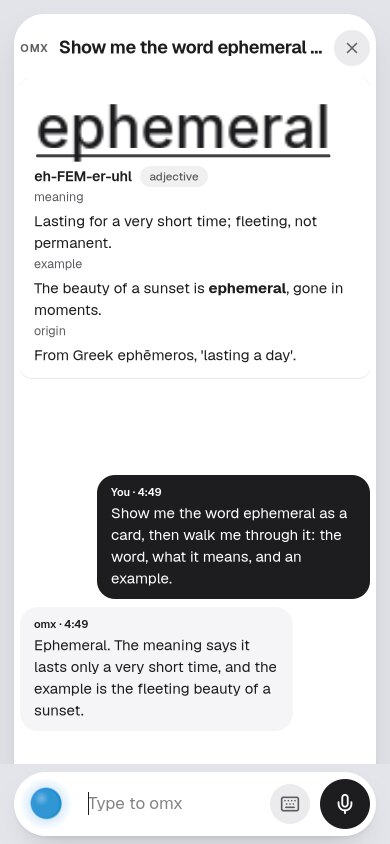 OMX Show me the word ephemeral ...
ephemeral
eh-FEM-er-uhl adjective
meaning
Lasting for a very short time; fleeting, not
permanent.
example
The beauty of a sunset is ephemeral, gone in
moments.
origin
From Greek ephēmeros, 'lasting a day'.
You · 4:49
Show me the word ephemeral as a
card, then walk me through it: the
word, what it means, and an
example.
omx · 4:49
Ephemeral. The meaning says it
lasts only a very short time, and the
example is the fleeting beauty of a
sunset.
Type to omx